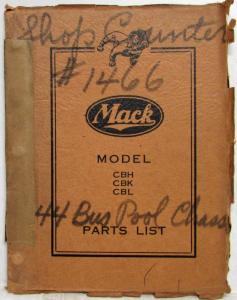 Shop Counter
#1466
Mack
MODEL
CBH
CBK
CBL
44 Bus Pool Chass
PARTS LIST